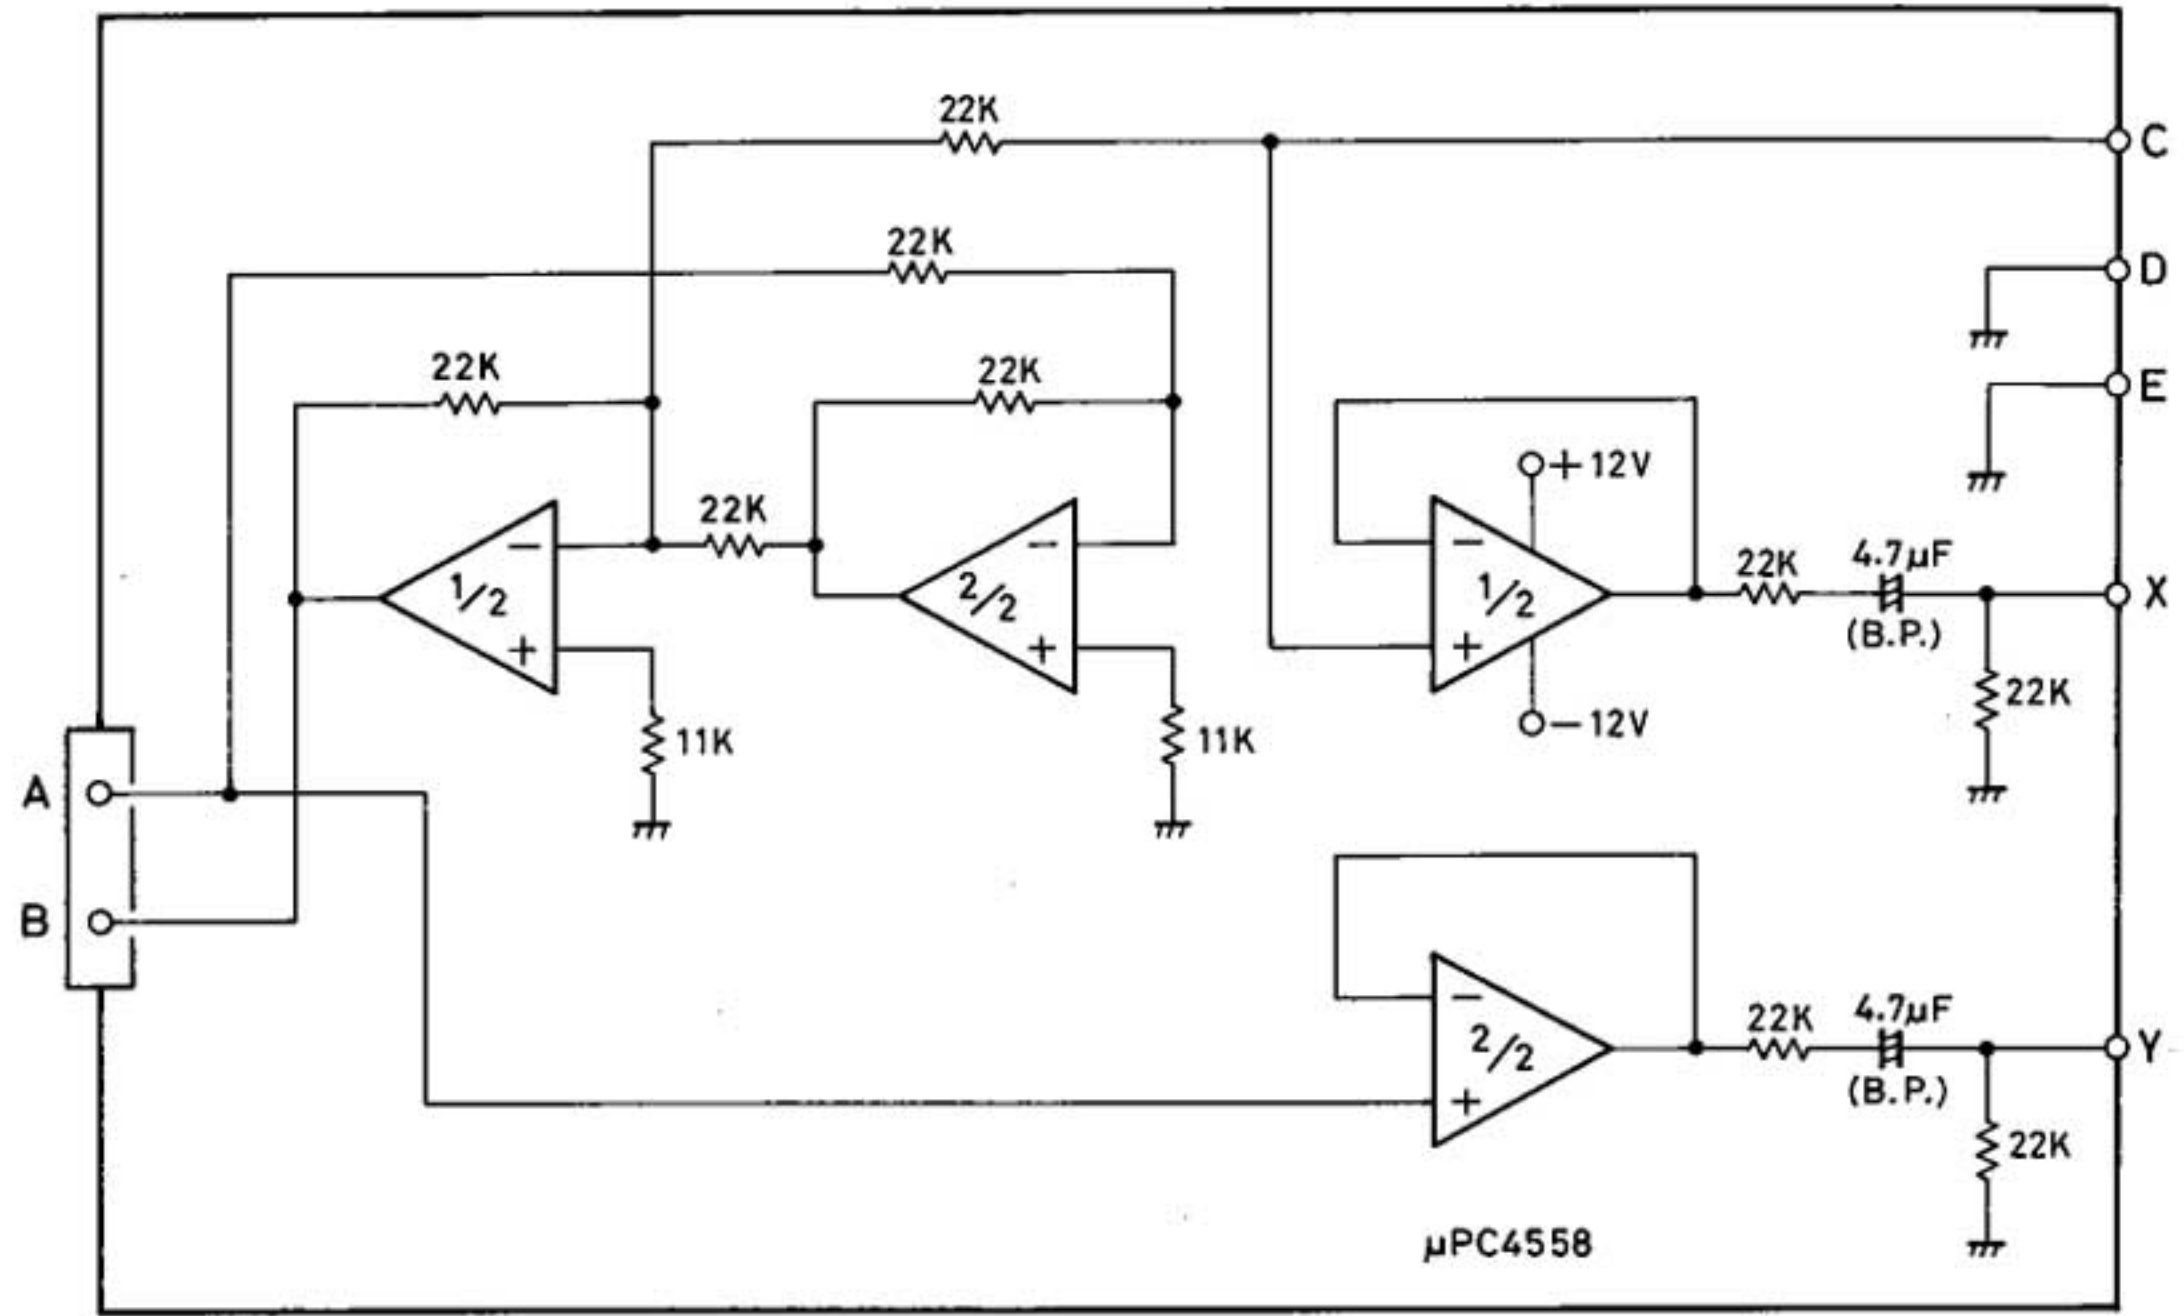 22K
C
22K
D
22K
22K
E
+12V
22K
−
−
−
22K
4.7µF
1/2
2/2
1/2
X
+
+
+
(B.P.)
22K
−12V
11K
11K
A
B
−
22K
4.7µF
2/2
Y
(B.P.)
+
22K
µPC4558